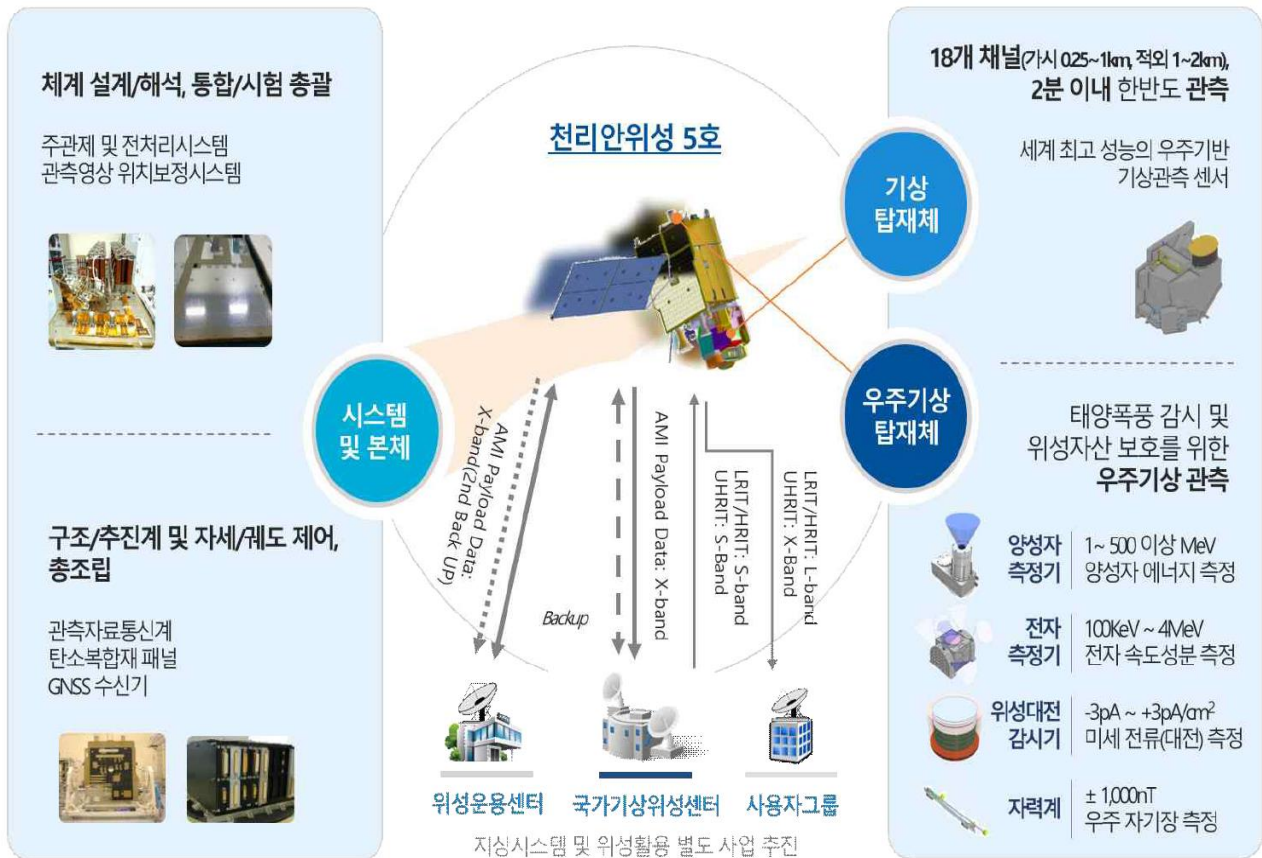 체계 설계/해석, 통합/시험 총괄
주관제 및 전처리시스템
관측영상 위치보정시스템
구조/추진계 및 자세/궤도 제어,
총조립
관측자료통신계
탄소복합재 패널
GNSS 수신기
시스템
및 본체
천리안위성 5호
기상
탑재체
우주기상
탑재체
AMI Payload Data:
X-band(2nd Back UP)
Backup
AMI Payload Data: X-band
LRIT/HRIT: S-band
UHRIT: S-Band
LRIT/HRIT: L-band
UHRIT: X-Band
위성운용센터
국가기상위성센터
사용자그룹
지상시스템 및 위성활용 별도 사업 추진
18개 채널(가시 0.25~1km, 적외 1~2km),
2분 이내 한반도 관측
세계 최고 성능의 우주기반
기상관측 센서
태양폭풍 감시 및
위성자산 보호를 위한
우주기상 관측
양성자
측정기
1~ 500 이상 MeV
양성자 에너지 측정
전자
측정기
100KeV ~ 4MeV
전자 속도성분 측정
위성대전
감시기
-3pA ~ +3pA/cm²
미세 전류(대전) 측정
자력계
± 1,000nT
우주 자기장 측정